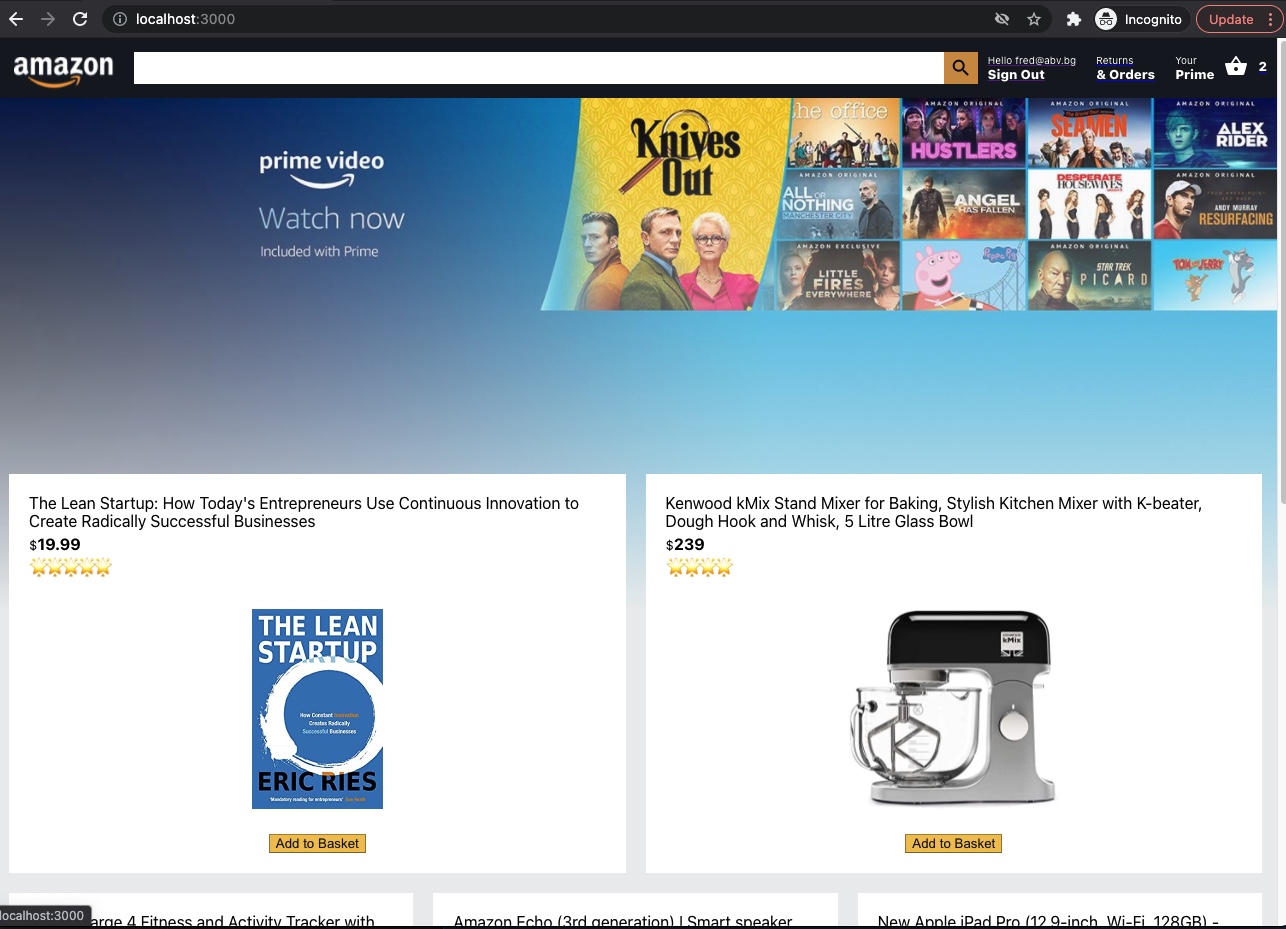 localhost:3000
Incognito
Update
amazon
Hello fred@abv.bg
Sign Out
Returns
& Orders
Your
Prime
2
prime video
Watch now
Included with Prime
Knives
Out
the office
AMAZON ORIGINAL
HUSTLERS
AMAZON ORIGINAL
SEAMEN
AMAZON ORIGINAL
ALEX
RIDER
AMAZON ORIGINAL
ALL OR
NOTHING
MANCHESTER CITY
ANGEL
HAS FALLEN
DESPERATE
HOUSEWIVES
AMAZON ORIGINAL
ANDY MURRAY
RESURFACING
AMAZON EXCLUSIVE
LITTLE
FIRES
EVERYWHERE
Peppa Pig
AMAZON ORIGINAL
STAR TREK
PICARD
TOM AND JERRY
The Lean Startup: How Today's Entrepreneurs Use Continuous Innovation to
Create Radically Successful Businesses
$19.99
THE LEAN
STARTUP
How Constant Innovation
Creates Radically
Successful Businesses
ERIC RIES
'Mandatory reading for entrepreneurs'
Add to Basket
Kenwood kMix Stand Mixer for Baking, Stylish Kitchen Mixer with K-beater,
Dough Hook and Whisk, 5 Litre Glass Bowl
$239
kMix
Add to Basket
arge 4 Fitness and Activity Tracker with
Amazon Echo (3rd generation) | Smart speaker
New Apple iPad Pro (12.9-inch, Wi-Fi, 128GB) -
localhost:3000